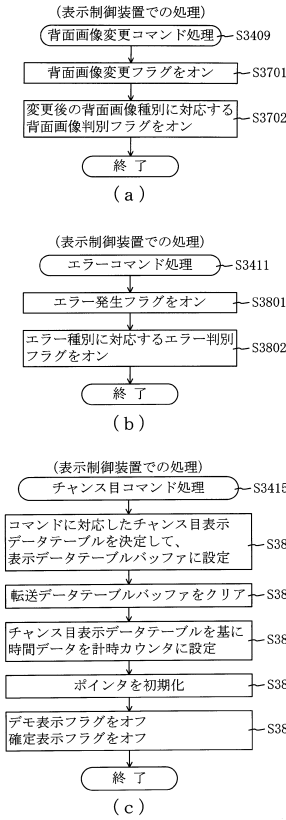 (表示制御装置での処理)
背面画像変更コマンド処理
S3409
背面画像変更フラグをオン
S3701
変更後の背面画像種別に対応する
背面画像判別フラグをオン
S3702
終了
(a)
(表示制御装置での処理)
エラーコマンド処理
S3411
エラー発生フラグをオン
S3801
エラー種別に対応するエラー判別
フラグをオン
S3802
終了
(b)
(表示制御装置での処理)
チャンス目コマンド処理
S3415
コマンドに対応したチャンス目表示
データテーブルを決定して、
表示データテーブルバッファに設定
S38
転送データテーブルバッファをクリア
S38
チャンス目表示データテーブルを基に
時間データを計時カウンタに設定
S38
ポインタを初期化
S38
デモ表示フラグをオフ
確定表示フラグをオフ
S38
終了
(c)